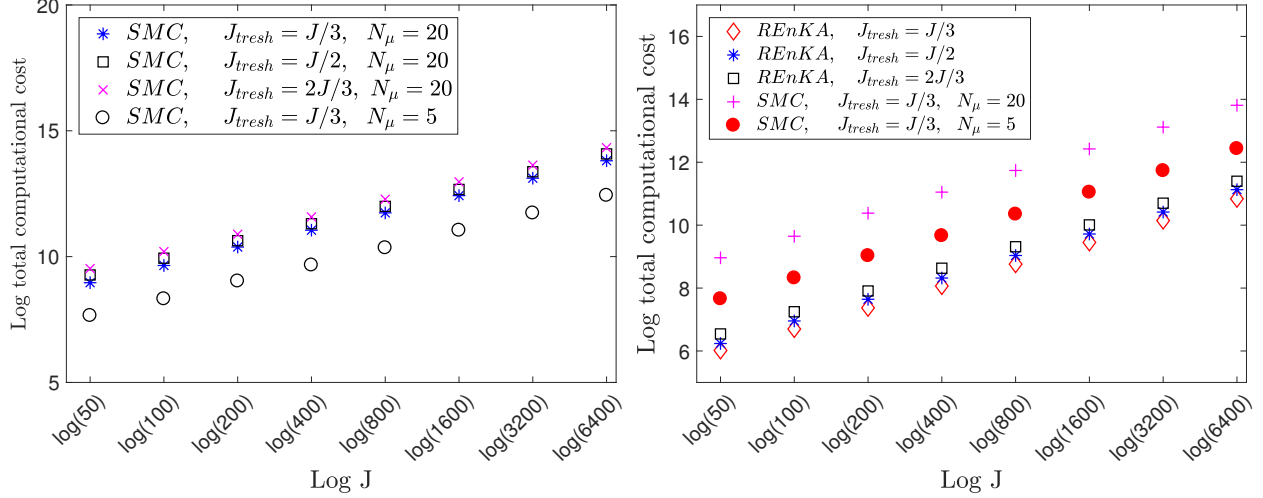 20
15
10
5
Log total computational cost
SMC, J_tresh = J/3, N_μ = 20
SMC, J_tresh = J/2, N_μ = 20
SMC, J_tresh = 2J/3, N_μ = 20
SMC, J_tresh = J/3, N_μ = 5
log(50)
log(100)
log(200)
log(400)
log(800)
log(1600)
log(3200)
log(6400)
Log J
16
14
12
10
8
6
Log total computational cost
REnKA, J_tresh = J/3
REnKA, J_tresh = J/2
REnKA, J_tresh = 2J/3
SMC, J_tresh = J/3, N_μ = 20
SMC, J_tresh = J/3, N_μ = 5
log(50)
log(100)
log(200)
log(400)
log(800)
log(1600)
log(3200)
log(6400)
Log J